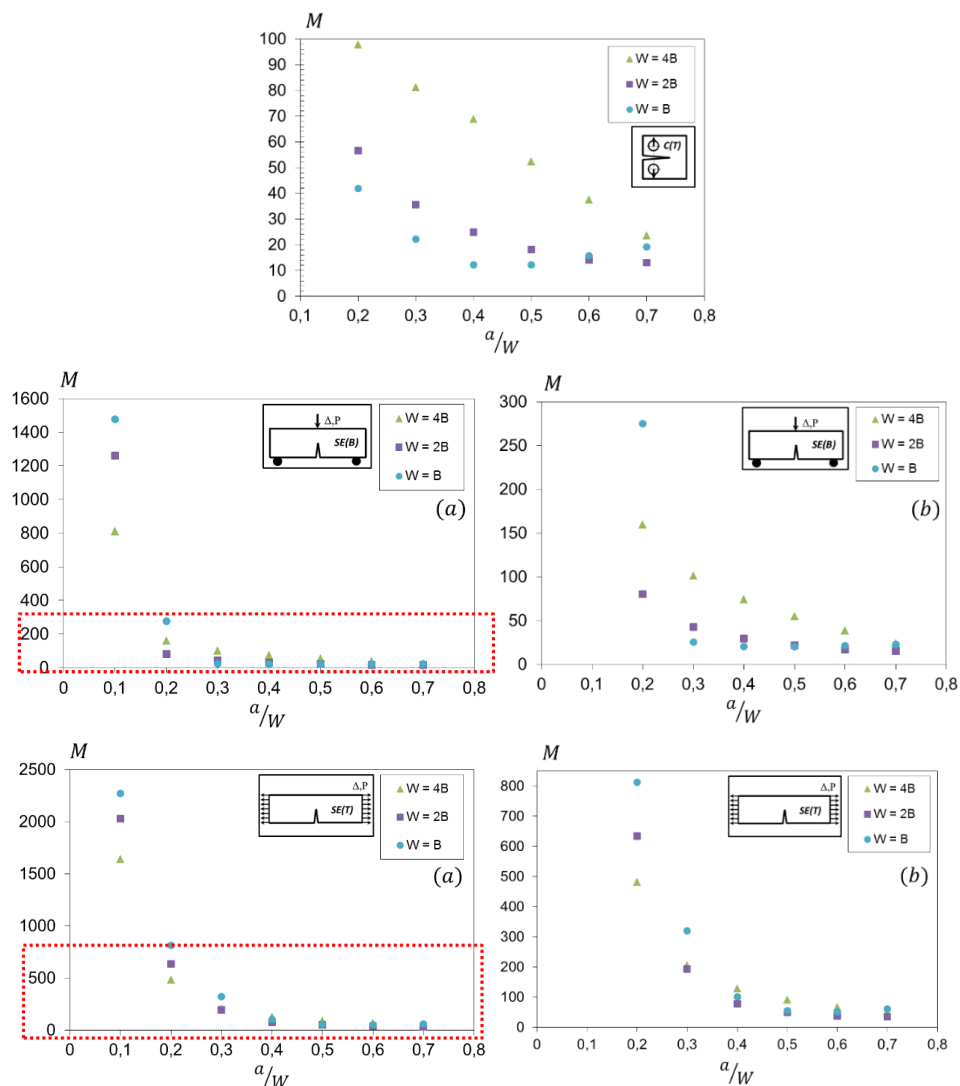 M
100
90
80
70
60
50
40
30
20
10
0
0,1 0,2 0,3 0,4 0,5 0,6 0,7 0,8
a/W
W = 4B
W = 2B
W = B
C(T)
M
1600
1400
1200
1000
800
600
400
200
0
0 0,1 0,2 0,3 0,4 0,5 0,6 0,7 0,8
a/W
Δ,P
SE(B)
W = 4B
W = 2B
W = B
(a)
M
300
250
200
150
100
50
0
0 0,1 0,2 0,3 0,4 0,5 0,6 0,7 0,8
a/W
Δ,P
SE(B)
W = 4B
W = 2B
W = B
(b)
M
2500
2000
1500
1000
500
0
0 0,1 0,2 0,3 0,4 0,5 0,6 0,7 0,8
a/W
Δ,P
SE(T)
W = 4B
W = 2B
W = B
(a)
M
800
700
600
500
400
300
200
100
0
0 0,1 0,2 0,3 0,4 0,5 0,6 0,7 0,8
a/W
Δ,P
SE(T)
W = 4B
W = 2B
W = B
(b)